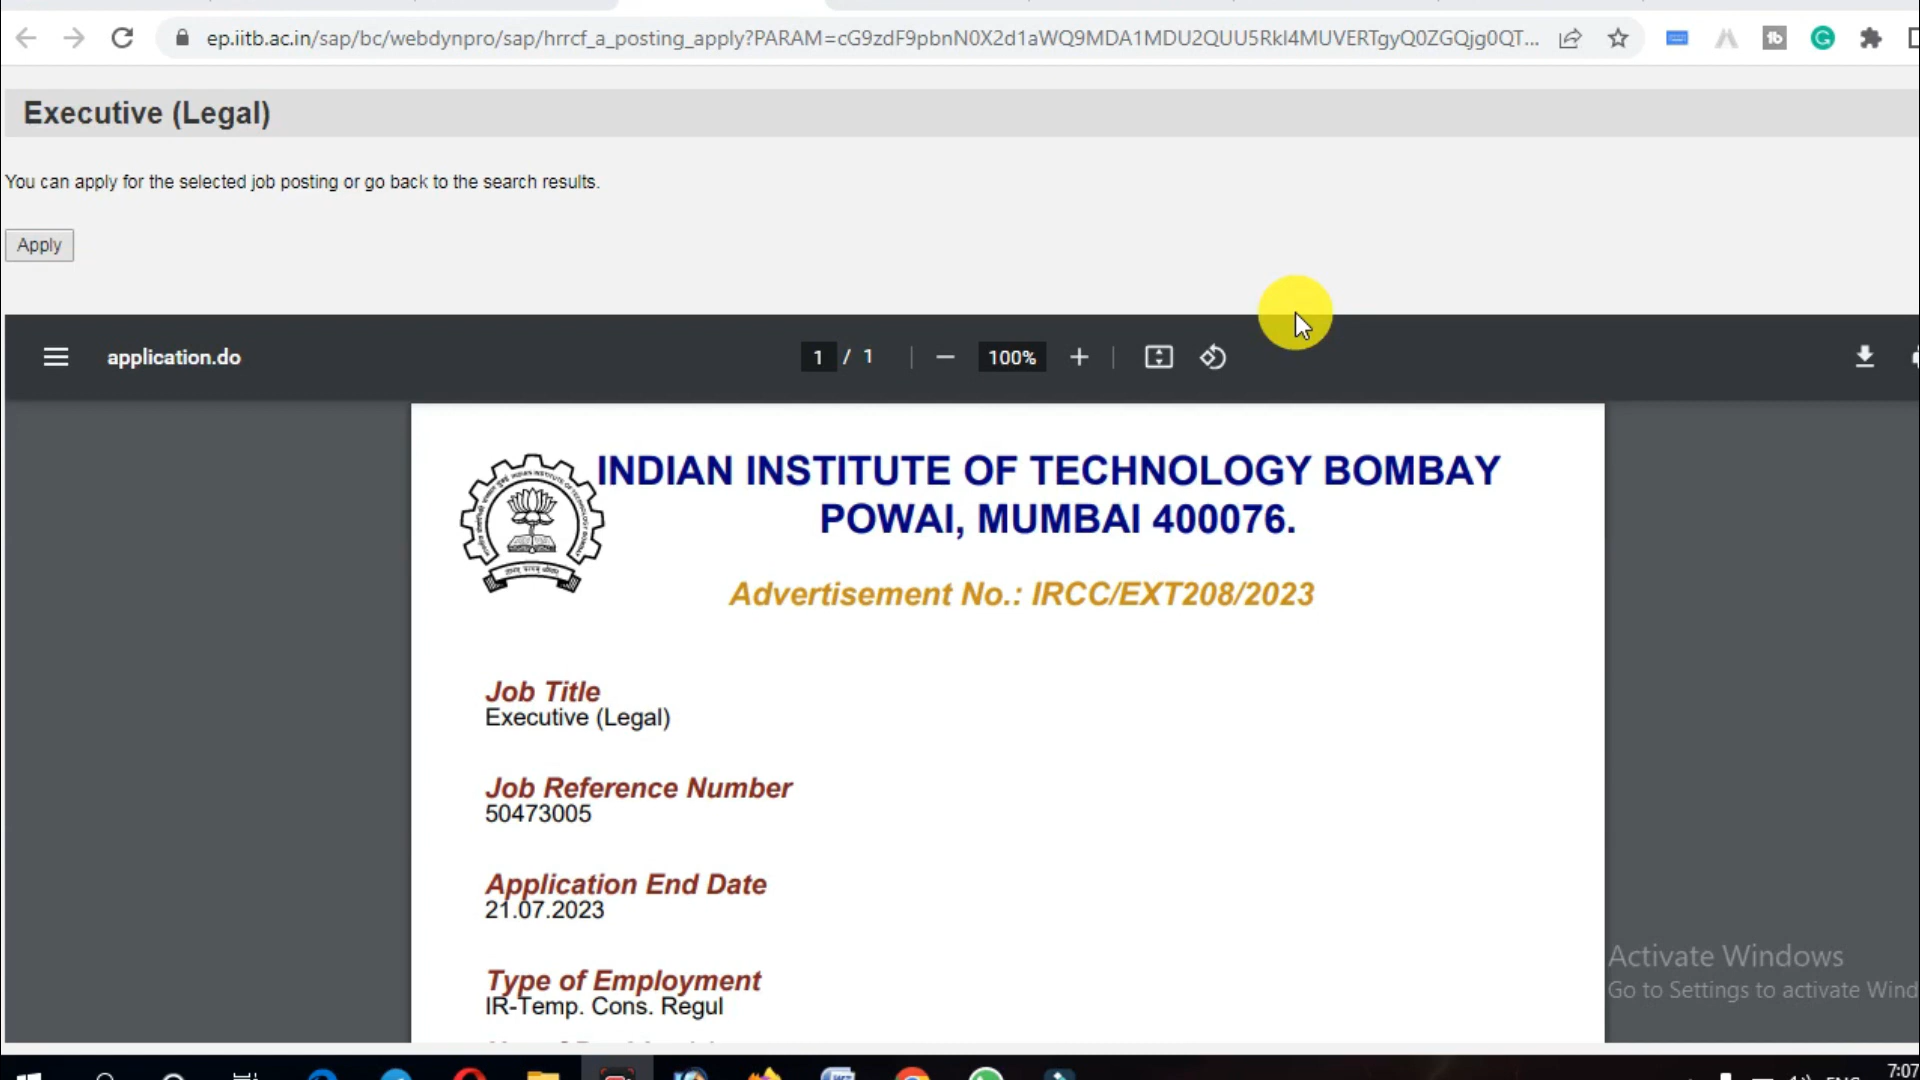 ep.iitb.ac.in/sap/bc/webdynpro/sap/hrrcf_a_posting_apply?PARAM=cG9zdF9pbnN0X2d1aWQ9MDA1MDU2QUU5RkI4MUVERTgyQ0ZGQjg0QT...
Executive (Legal)
You can apply for the selected job posting or go back to the search results.
Apply
application.do
1 / 1
100%
INDIAN INSTITUTE OF TECHNOLOGY BOMBAY
POWAI, MUMBAI 400076.
Advertisement No.: IRCC/EXT208/2023
Job Title
Executive (Legal)
Job Reference Number
50473005
Application End Date
21.07.2023
Type of Employment
IR-Temp. Cons. Regul
Activate Windows
Go to Settings to activate Wind
7:07